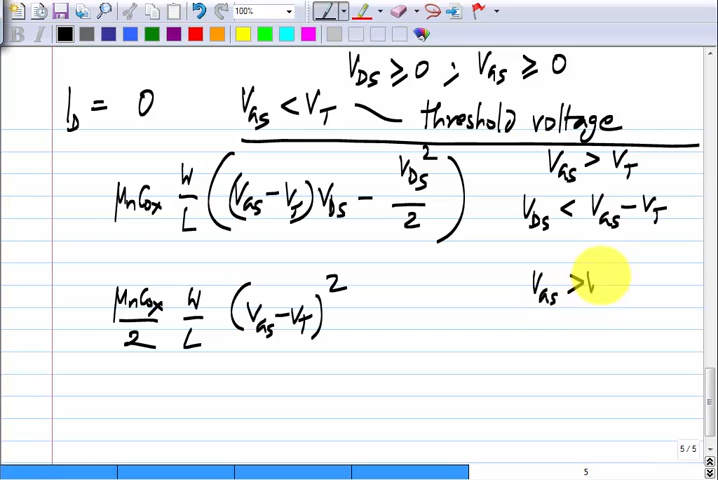 100%
B I
V_DS ≥ 0 ; V_GS ≥ 0
I_D = 0 V_GS < V_T — threshold voltage
μnCox W/L ((V_GS − V_T) V_DS − V_DS²/2) V_GS > V_T
V_DS < V_GS − V_T
μnCox/2 W/L (V_GS − V_T)² V_GS > V
5/5
5